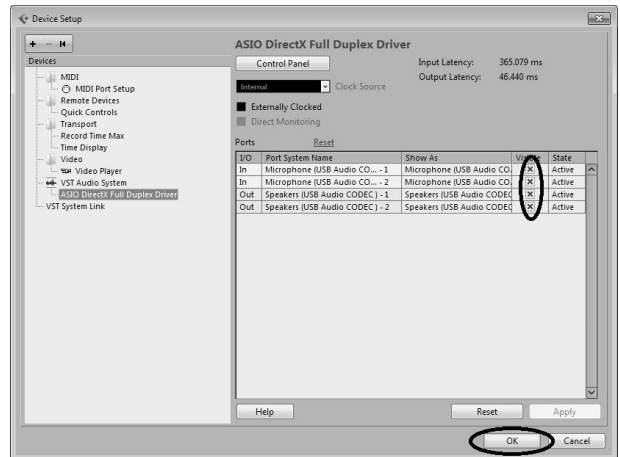 Device Setup
+ − |◀
Devices
MIDI
MIDI Port Setup
Remote Devices
Quick Controls
Transport
Record Time Max
Time Display
Video
Video Player
VST Audio System
ASIO DirectX Full Duplex Driver
VST System Link
ASIO DirectX Full Duplex Driver
Control Panel Input Latency: 365.079 ms
Output Latency: 46.440 ms
Internal Clock Source
Externally Clocked
Direct Monitoring
Ports Reset
I/O Port System Name Show As State
In Microphone (USB Audio CO... - 1 Microphone (USB Audio CO. Active
In Microphone (USB Audio CO... - 2 Microphone (USB Audio CO. Active
Out Speakers (USB Audio CODEC ) - 1 Speakers (USB Audio CODEC Active
Out Speakers (USB Audio CODEC ) - 2 Speakers (USB Audio CODEC Active
Help Reset Apply
OK Cancel